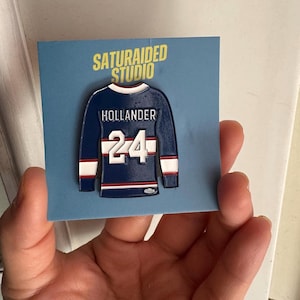 SATURAIDED
STUDIO
HOLLANDER
24